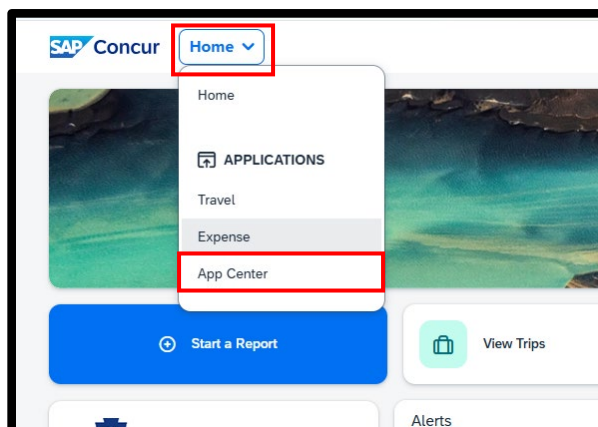 SAP Concur Home
Home
APPLICATIONS
Travel
Expense
App Center
Start a Report
View Trips
Alerts